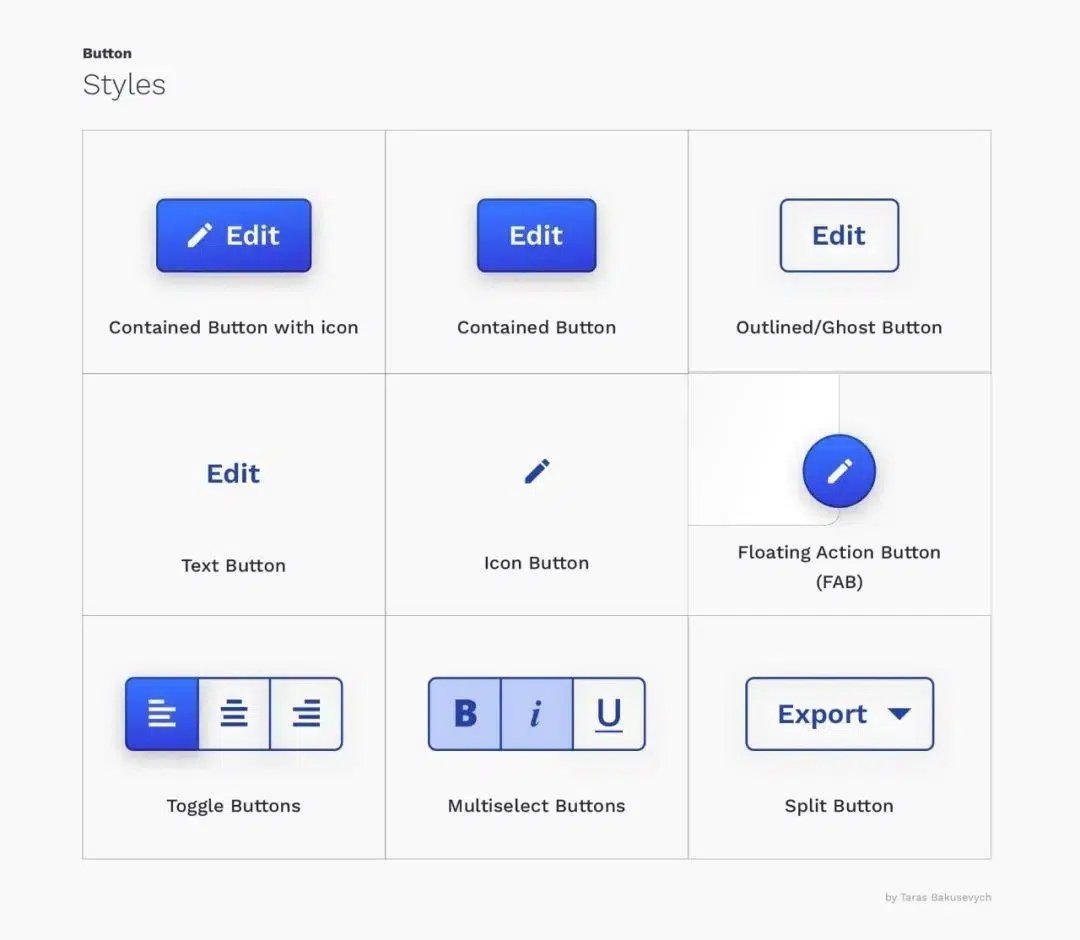 Button
Styles
Edit
Edit
Edit
Contained Button with icon
Contained Button
Outlined/Ghost Button
Edit
Text Button
Icon Button
Floating Action Button
(FAB)
B i U
Export
Toggle Buttons
Multiselect Buttons
Split Button
by Taras Bakusevych